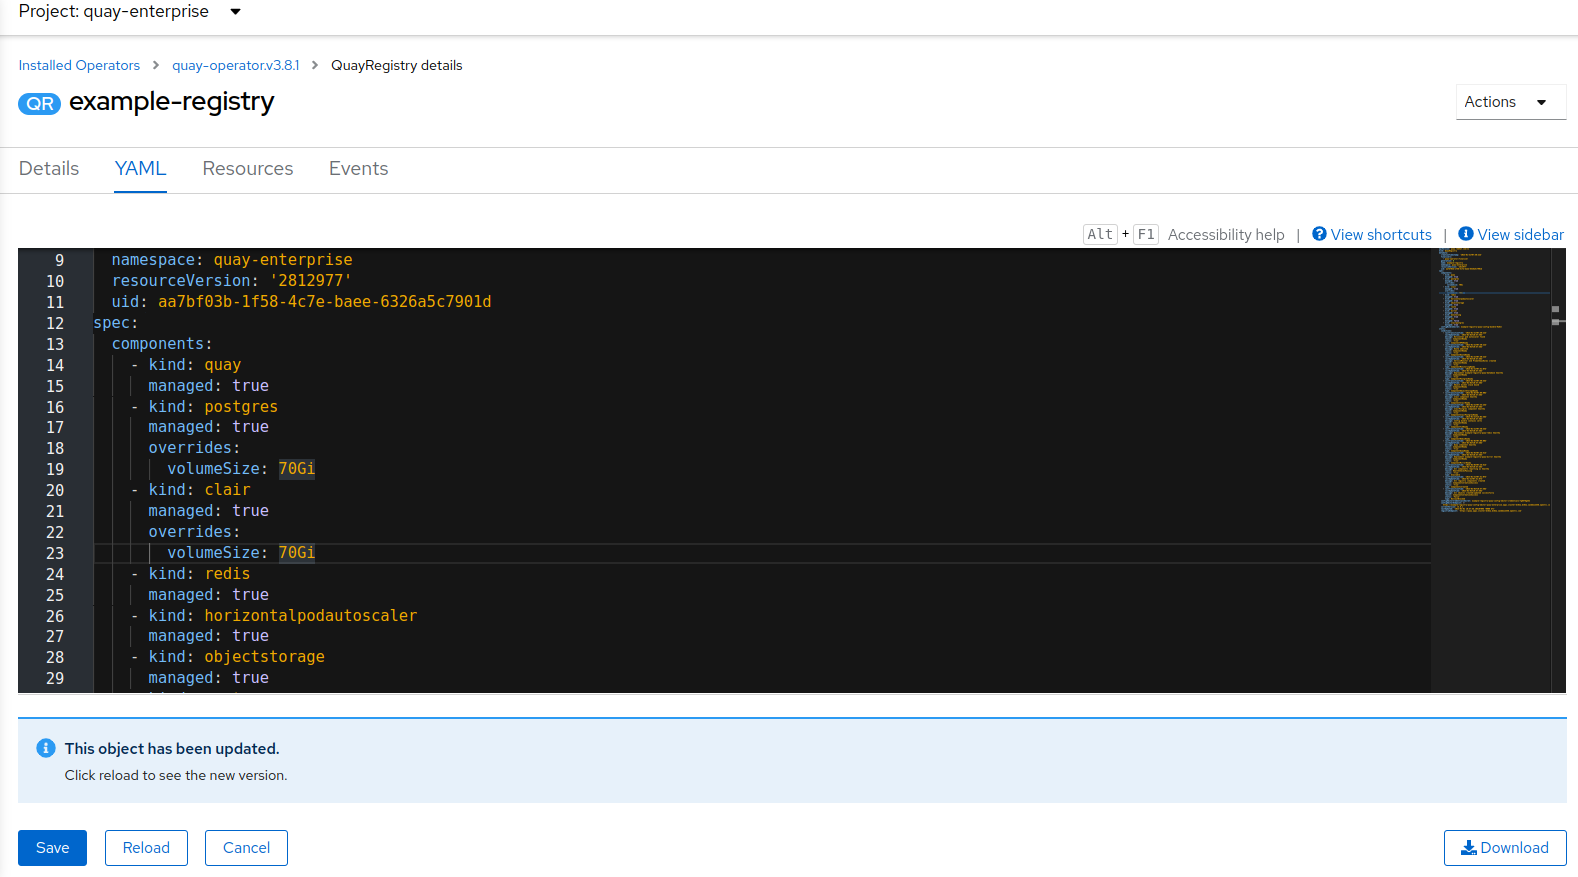 Project: quay-enterprise
Installed Operators > quay-operator.v3.8.1 > QuayRegistry details
QR example-registry
Actions
Details YAML Resources Events
Alt + F1 Accessibility help | View shortcuts | View sidebar
9 namespace: quay-enterprise
10 resourceVersion: '2812977'
11 uid: aa7bf03b-1f58-4c7e-baee-6326a5c7901d
12 spec:
13 components:
14 - kind: quay
15 managed: true
16 - kind: postgres
17 managed: true
18 overrides:
19 volumeSize: 70Gi
20 - kind: clair
21 managed: true
22 overrides:
23 volumeSize: 70Gi
24 - kind: redis
25 managed: true
26 - kind: horizontalpodautoscaler
27 managed: true
28 - kind: objectstorage
29 managed: true
This object has been updated.
Click reload to see the new version.
Save Reload Cancel Download